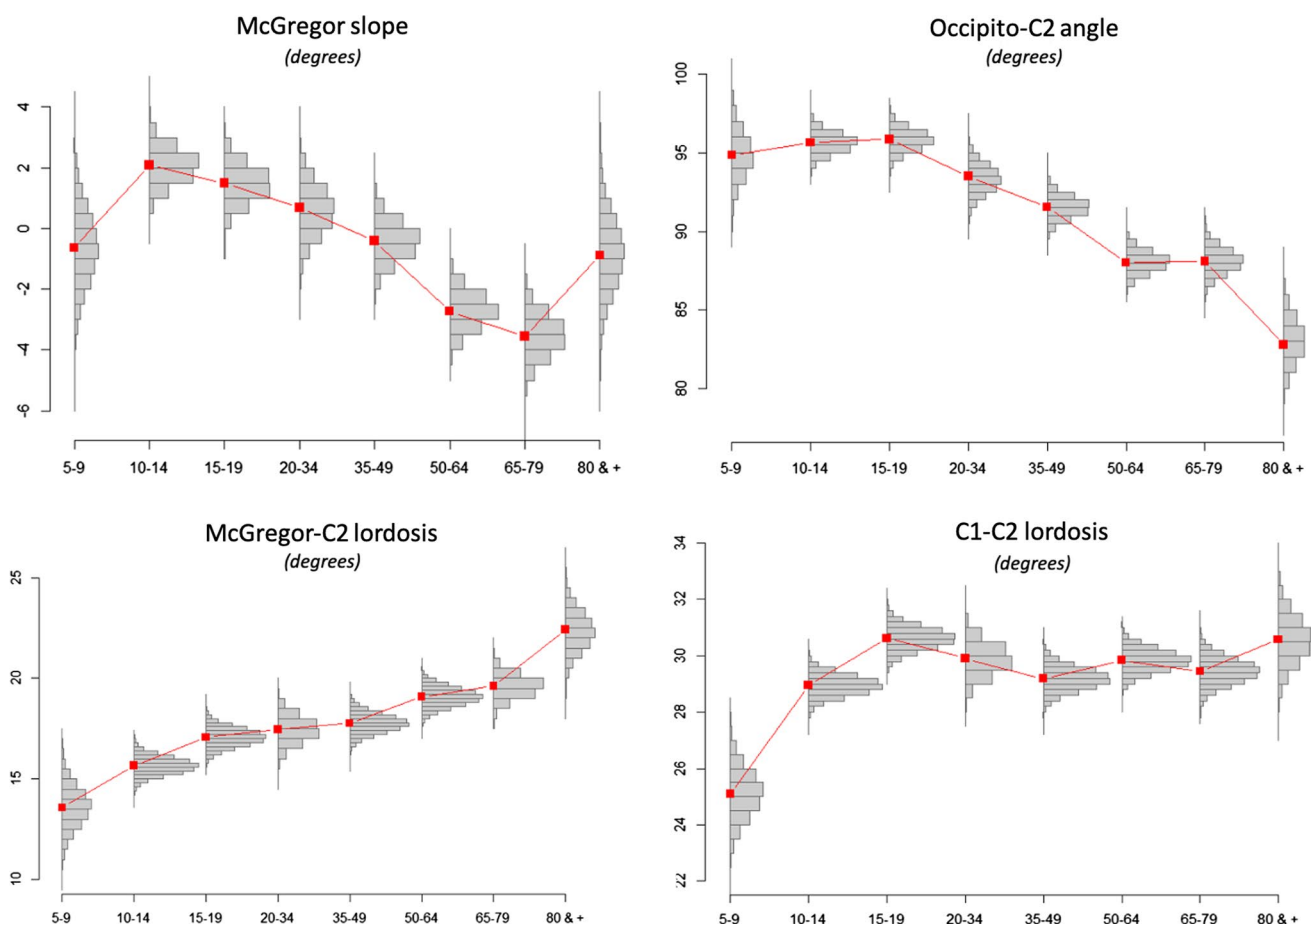 McGregor slope
(degrees)
4
2
0
-2
-4
-6
5-9 10-14 15-19 20-34 35-49 50-64 65-79 80 & +
Occipito-C2 angle
(degrees)
100
95
90
85
80
5-9 10-14 15-19 20-34 35-49 50-64 65-79 80 & +
McGregor-C2 lordosis
(degrees)
25
20
15
10
5-9 10-14 15-19 20-34 35-49 50-64 65-79 80 & +
C1-C2 lordosis
(degrees)
34
32
30
28
26
24
22
5-9 10-14 15-19 20-34 35-49 50-64 65-79 80 & +